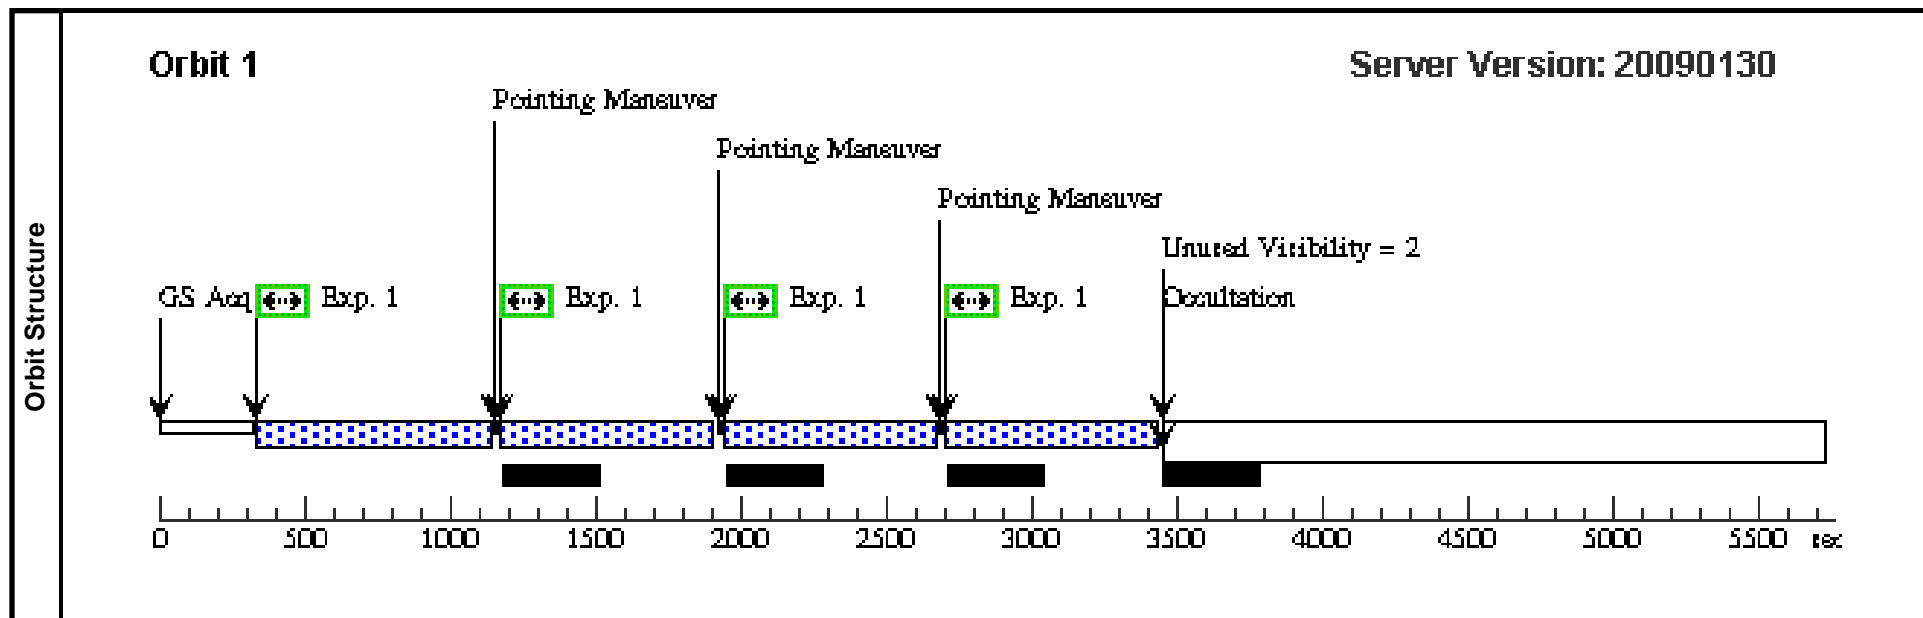 Orbit Structure
Orbit 1
Server Version: 20090130
Pointing Maneuver
Pointing Maneuver
Pointing Maneuver
Unused Visibility = 2
GS Acq
Exp. 1
Exp. 1
Exp. 1
Exp. 1
Occultation
0 500 1000 1500 2000 2500 3000 3500 4000 4500 5000 5500 sec